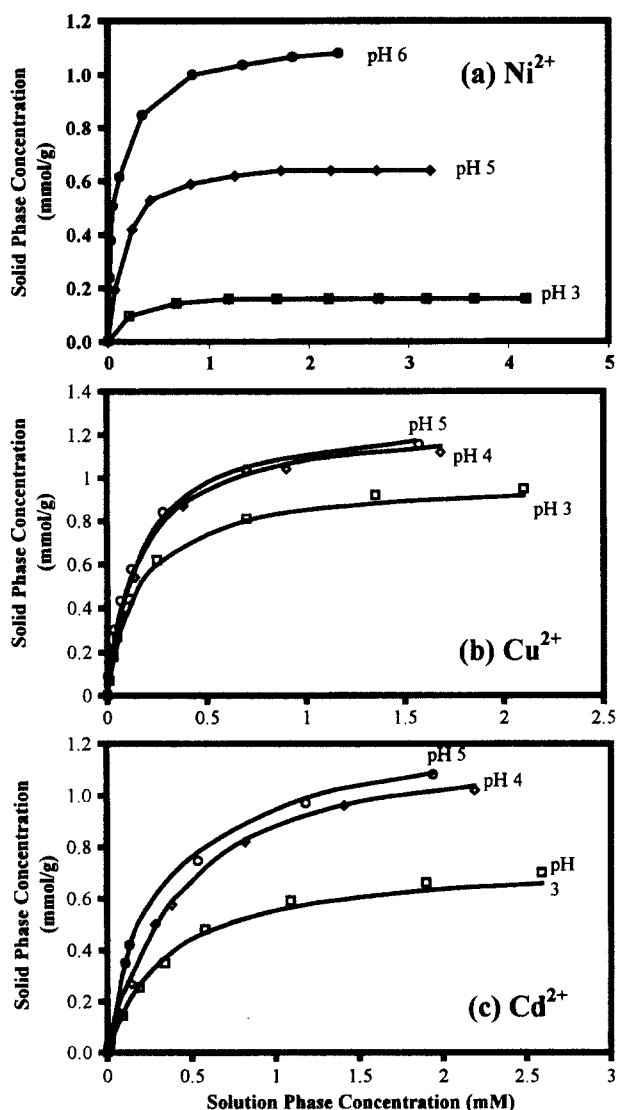 Solid Phase Concentration
(mmol/g)
1.2
1.0
0.8
0.6
0.4
0.2
0.0
pH 6
(a) Ni²⁺
pH 5
pH 3
0 1 2 3 4 5
Solid Phase Concentration
(mmol/g)
1.4
1.2
1
0.8
0.6
0.4
0.2
0
pH 5
pH 4
pH 3
(b) Cu²⁺
0 0.5 1 1.5 2 2.5
Solid Phase Concentration
(mmol/g)
1.2
1.0
0.8
0.6
0.4
0.2
0.0
pH 5
pH 4
pH
3
(c) Cd²⁺
0 0.5 1 1.5 2 2.5 3
Solution Phase Concentration (mM)